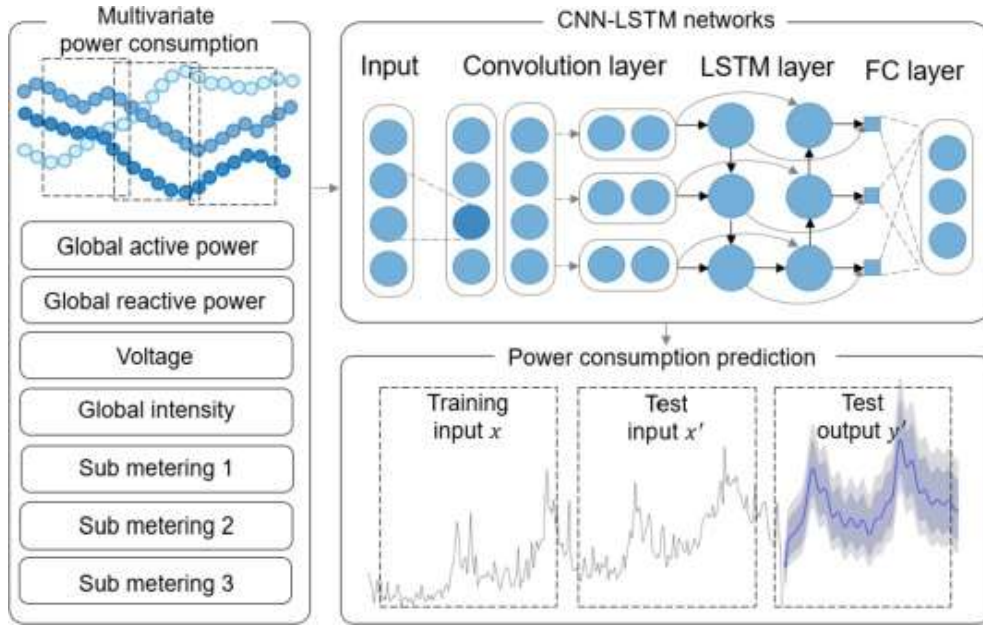 Multivariate
power consumption
Global active power
Global reactive power
Voltage
Global intensity
Sub metering 1
Sub metering 2
Sub metering 3
CNN-LSTM networks
Input
Convolution layer
LSTM layer
FC layer
Power consumption prediction
Training
input x
Test
input x′
Test
output y′